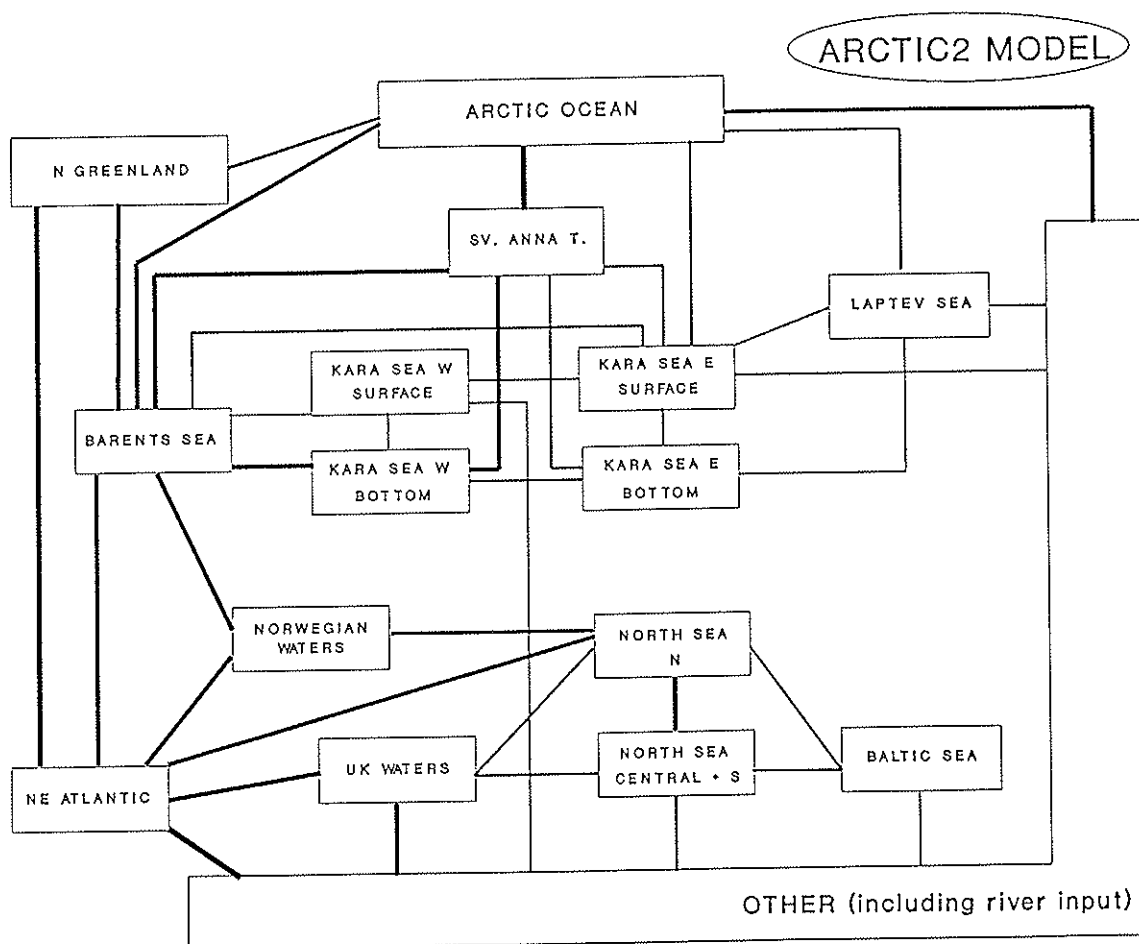 ARCTIC2 MODEL
ARCTIC OCEAN
N GREENLAND
SV. ANNA T.
LAPTEV SEA
KARA SEA W
SURFACE
KARA SEA E
SURFACE
BARENTS SEA
KARA SEA W
BOTTOM
KARA SEA E
BOTTOM
NORWEGIAN
WATERS
NORTH SEA
N
UK WATERS
NORTH SEA
CENTRAL + S
BALTIC SEA
NE ATLANTIC
OTHER (including river input)